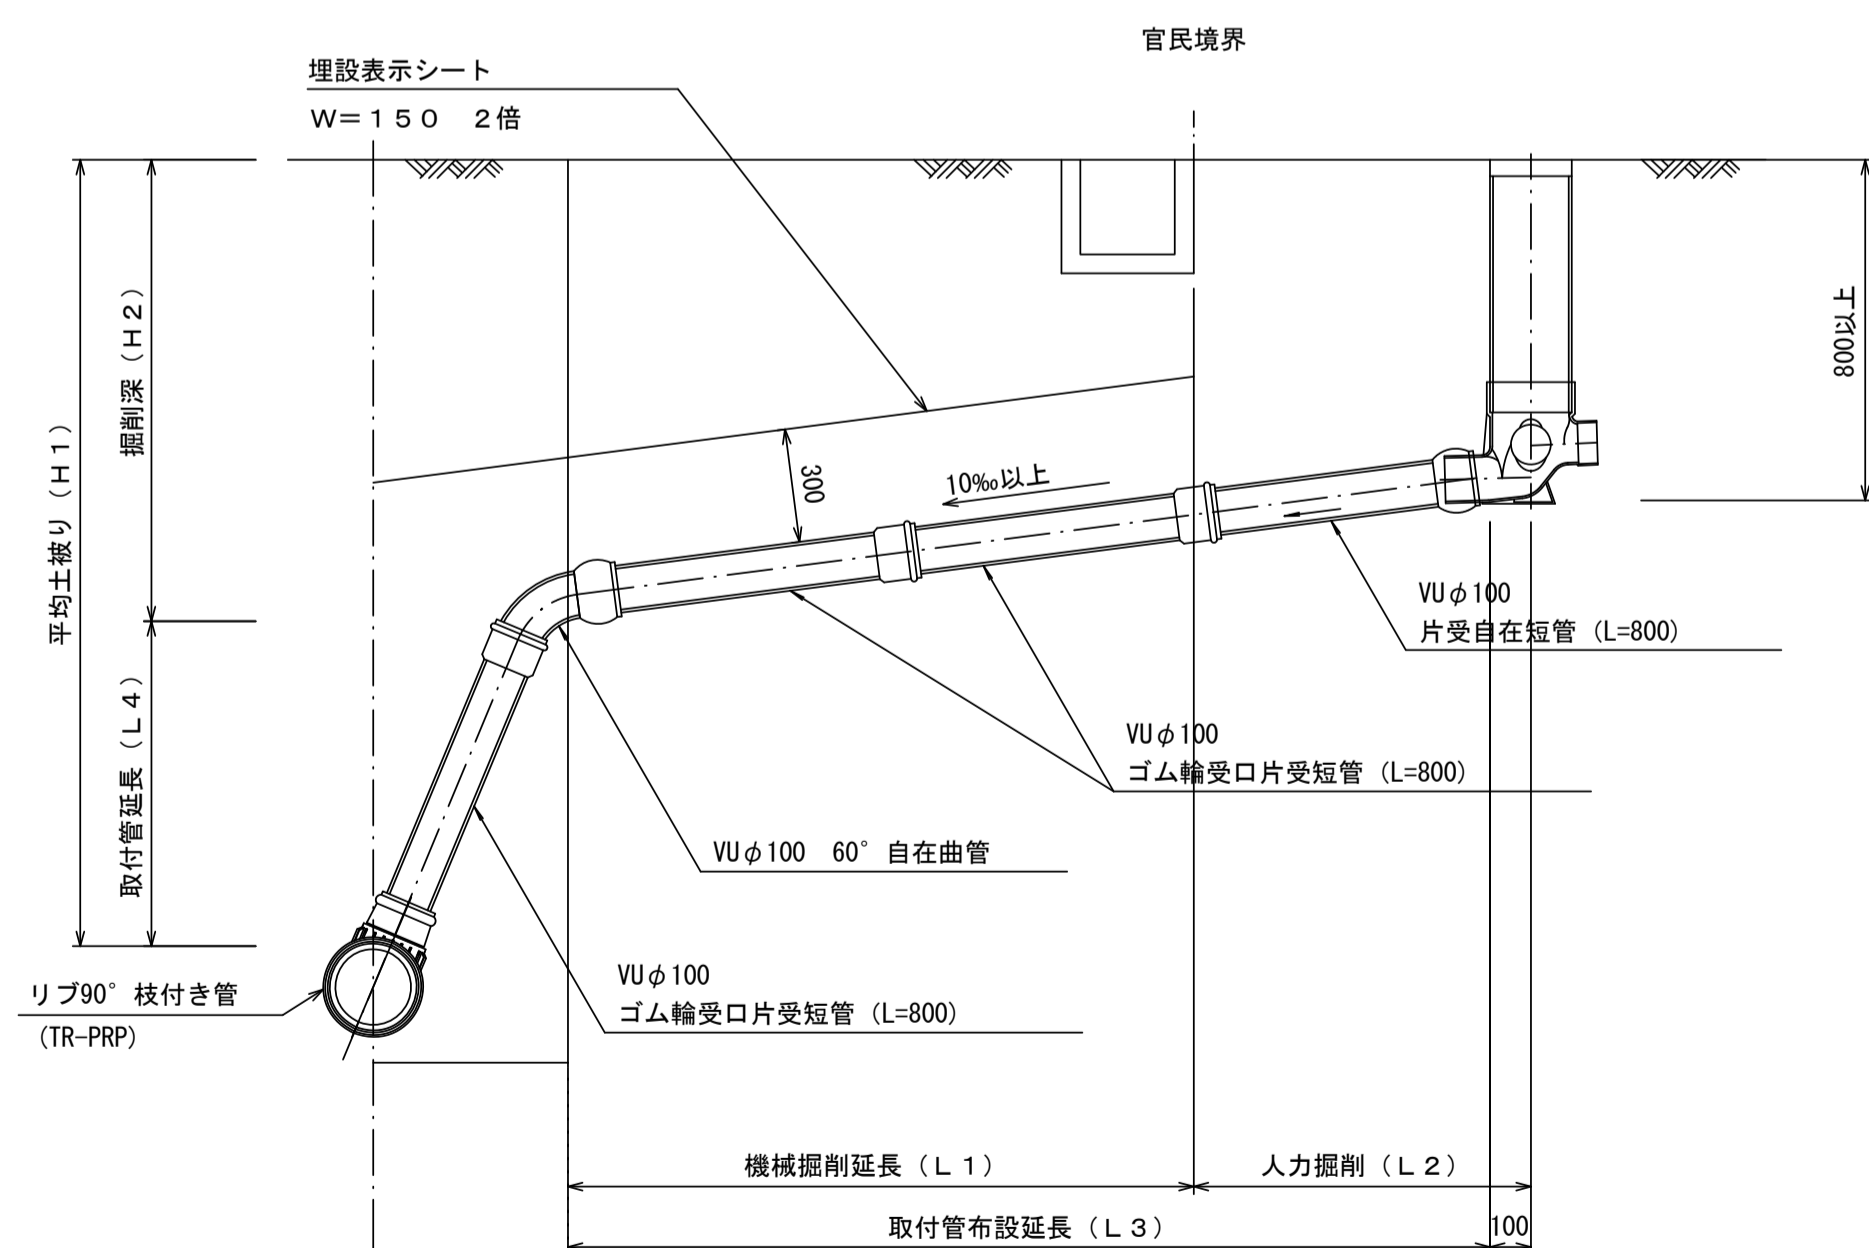 官民境界
埋設表示シート
W=150 2倍
平均土被り(H1)
掘削深(H2)
取付管延長(L4)
800以上
300
10‰以上
VUφ100
片受自在短管 (L=800)
VUφ100
ゴム輪受口片受短管 (L=800)
VUφ100 60°自在曲管
VUφ100
ゴム輪受口片受短管 (L=800)
リブ90°枝付き管
(TR-PRP)
機械掘削延長(L1)
人力掘削(L2)
取付管布設延長(L3)
100